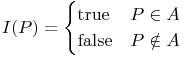 I(P) = { true P ∈ A
false P ∉ A